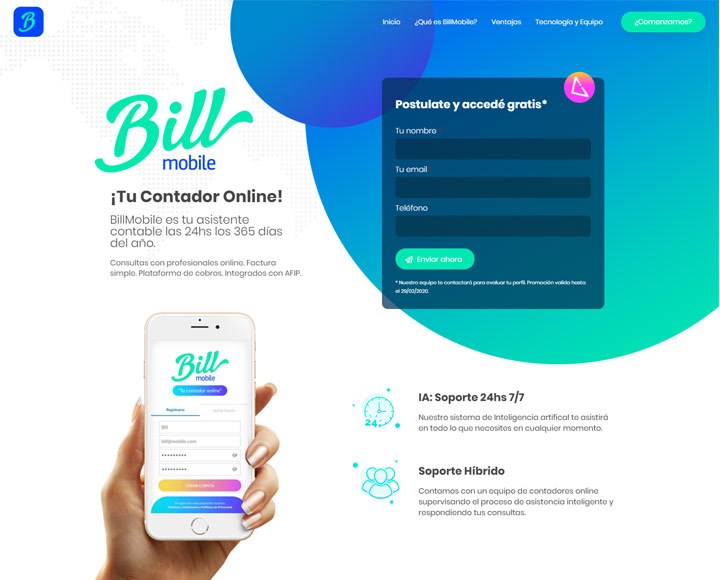 B
Inicio
¿Qué es BillMobile?
Ventajas
Tecnología y Equipo
¿Comenzamos?
Bill
mobile
¡Tu Contador Online!
BillMobile es tu asistente
contable las 24hs los 365 días
del año.
Consultas con profesionales online. Factura
simple. Plataforma de cobros. Integrados con AFIP.
Postulate y accedé gratis*
Tu nombre *
Tu email
Teléfono
Enviar ahora
* Nuestro equipo te contactará para evaluar tu perfil. Promoción valida hasta
el 29/02/2020.
Bill
mobile
"Tu contador online"
Registrarse
Iniciar Sesión
Bill
bill@mobile.com
CREAR CUENTA
24
IA: Soporte 24hs 7/7
Nuestro sistema de Inteligencia artifical te asistirá
en todo lo que necesites en cualquier momento.
Soporte Híbrido
Contamos con un equipo de contadores online
supervisando el proceso de asistencia inteligente y
respondiendo tus consultas.